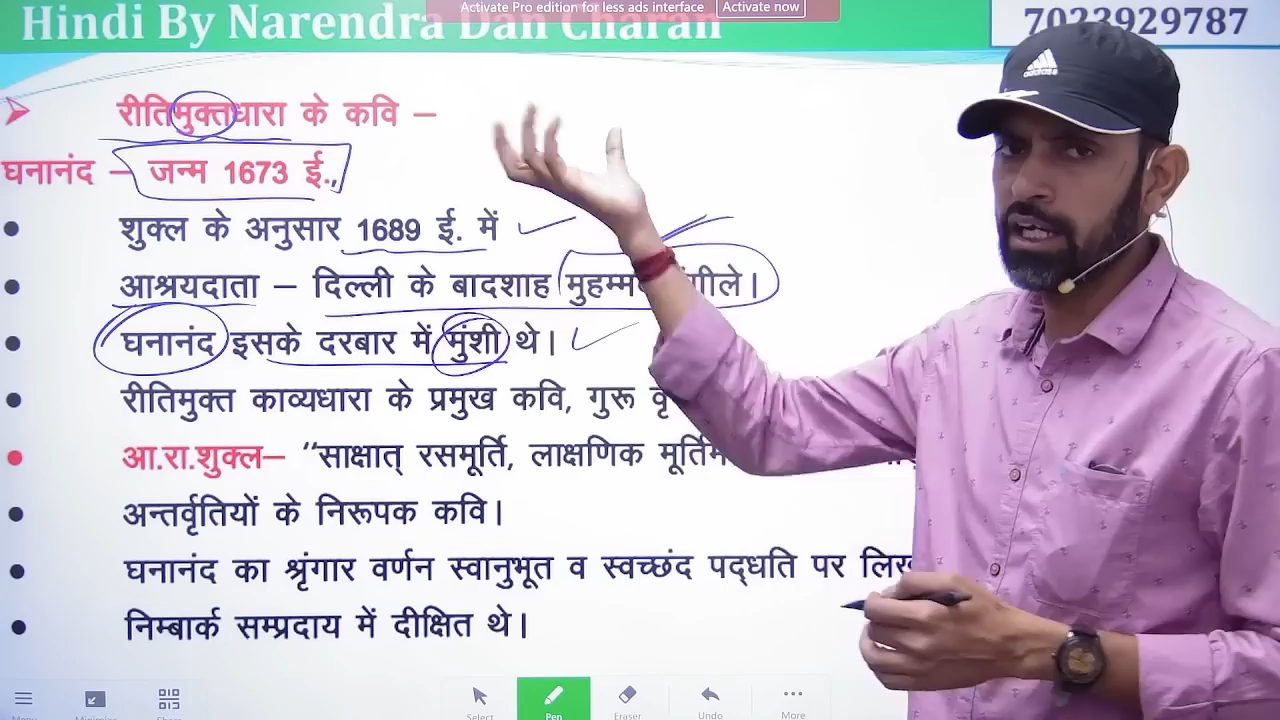 Hindi By Narendra Dan Charan
Activate Pro edition for less ads interface Activate now
7023929787
adidas
रीतिमुक्तधारा के कवि –
घनानंद – जन्म 1673 ई.,
शुक्ल के अनुसार 1689 ई. में
आश्रयदाता – दिल्ली के बादशाह
घनानंद इसके दरबार में मुंशी थे।
रीतिमुक्त काव्यधारा के प्रमुख कवि, गुरू
आ.रा.शुक्ल– “साक्षात् रसमूर्ति, लाक्षणिक
अन्तर्वृतियों के निरूपक कवि।
घनानंद का श्रृंगार वर्णन स्वानुभूत व स्वच्छंद पद्धति पर
निम्बार्क सम्प्रदाय में दीक्षित थे।
Select Pen Eraser Undo More